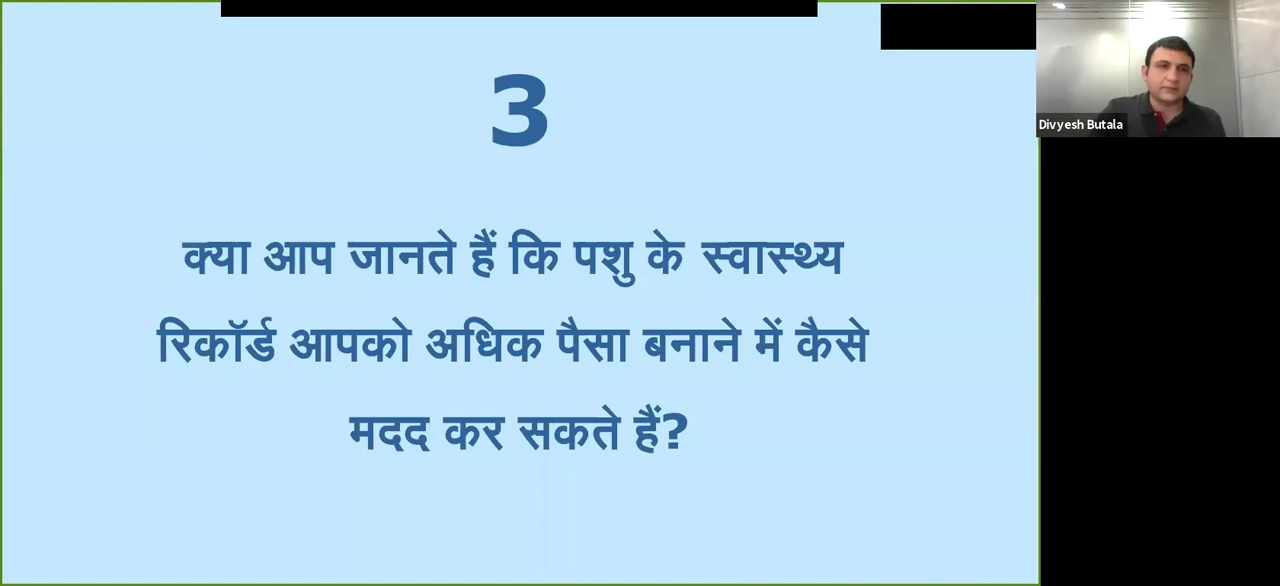 3
क्या आप जानते हैं कि पशु के स्वास्थ्य
रिकॉर्ड आपको अधिक पैसा बनाने में कैसे
मदद कर सकते हैं?
Divyesh Butala